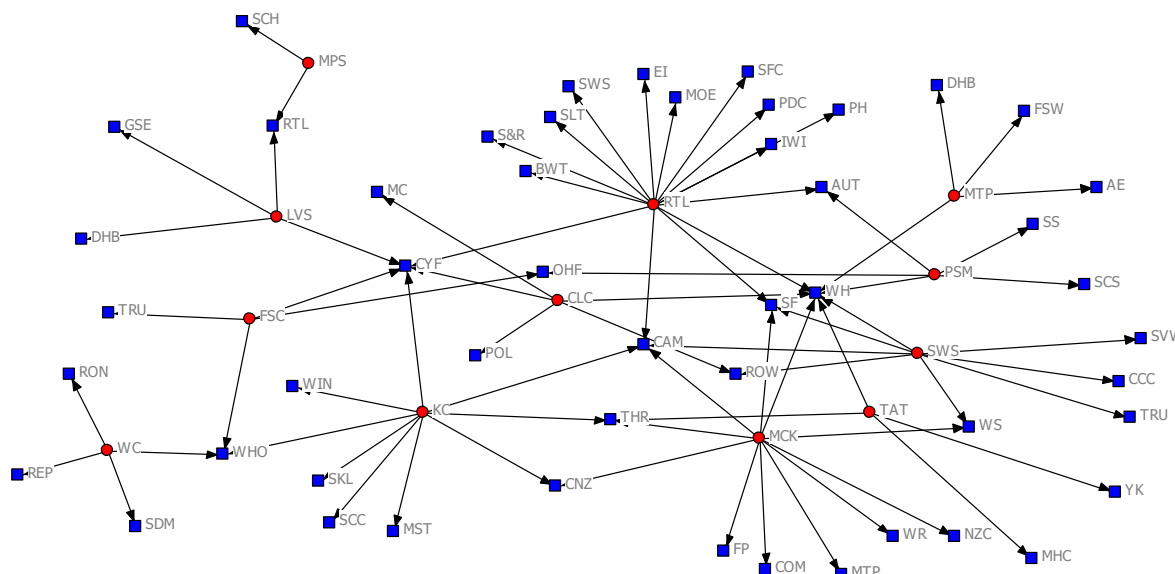 SCH
MPS
EI
SFC
SWS
DHB
MOE
PDC
PH
FSW
SLT
GSE
RTL
S&R
IWI
BWT
MC
AUT
AE
MTP
RTL
LVS
SS
DHB
CYF
OHF
PSM
SCS
CLC
WH
SF
TRU
FSC
SVW
CAM
SWS
POL
RON
ROW
CCC
WIN
KC
THR
TAT
TRU
WS
MCK
WC
WHO
REP
SKL
CNZ
YK
SCC
SDM
MST
WR
NZC
FP
MHC
COM
MTP